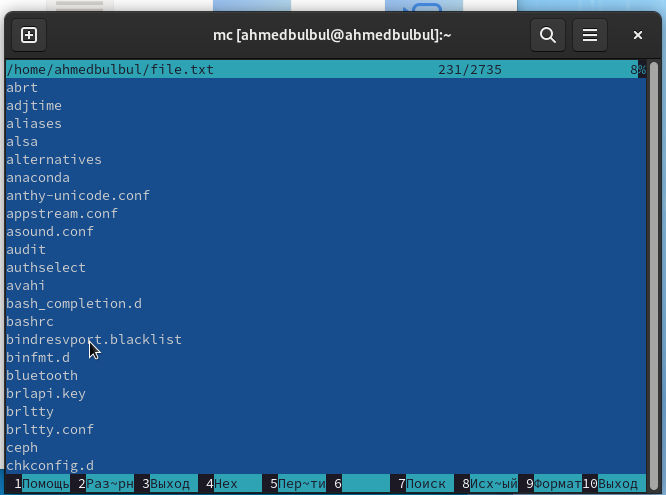 mc [ahmedbulbul@ahmedbulbul]:~
/home/ahmedbulbul/file.txt 231/2735 8%
abrt
adjtime
aliases
alsa
alternatives
anaconda
anthy-unicode.conf
appstream.conf
asound.conf
audit
authselect
avahi
bash_completion.d
bashrc
bindresvport.blacklist
binfmt.d
bluetooth
brlapi.key
brltty
brltty.conf
ceph
chkconfig.d
1Помощь 2Раз~рн 3Выход 4Hex 5Пер~ти 6 7Поиск 8Исх~ый 9Формат10Выход